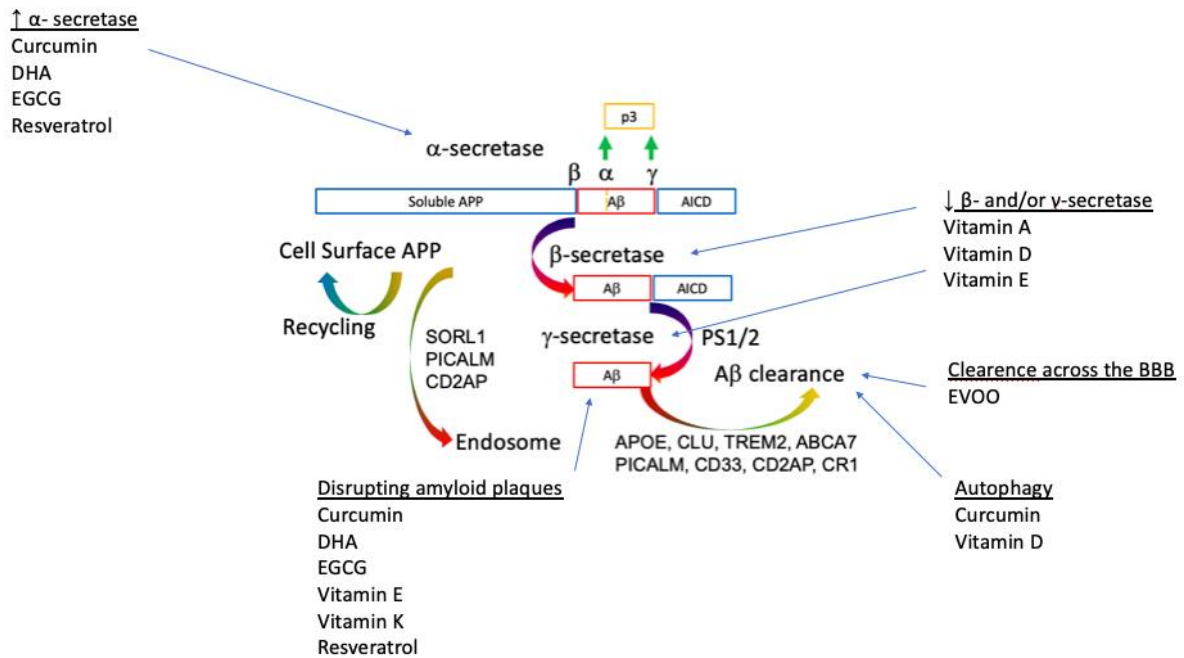 ↑ α- secretase
Curcumin
DHA
EGCG
Resveratrol
p3
α-secretase
β α γ
Soluble APP
Aβ
AICD
↓ β- and/or γ-secretase
Vitamin A
Vitamin D
Vitamin E
Cell Surface APP
β-secretase
Aβ
AICD
Recycling
SORL1
PICALM
CD2AP
γ-secretase
PS1/2
Aβ
Aβ clearance
Clearence across the BBB
EVOO
Endosome
APOE, CLU, TREM2, ABCA7
PICALM, CD33, CD2AP, CR1
Disrupting amyloid plaques
Curcumin
DHA
EGCG
Vitamin E
Vitamin K
Resveratrol
Autophagy
Curcumin
Vitamin D